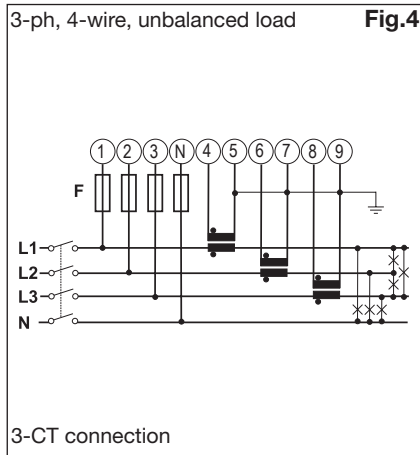 3-ph, 4-wire, unbalanced load Fig.4
1 2 3 N 4 5 6 7 8 9
F
L1
L2
L3
N
3-CT connection